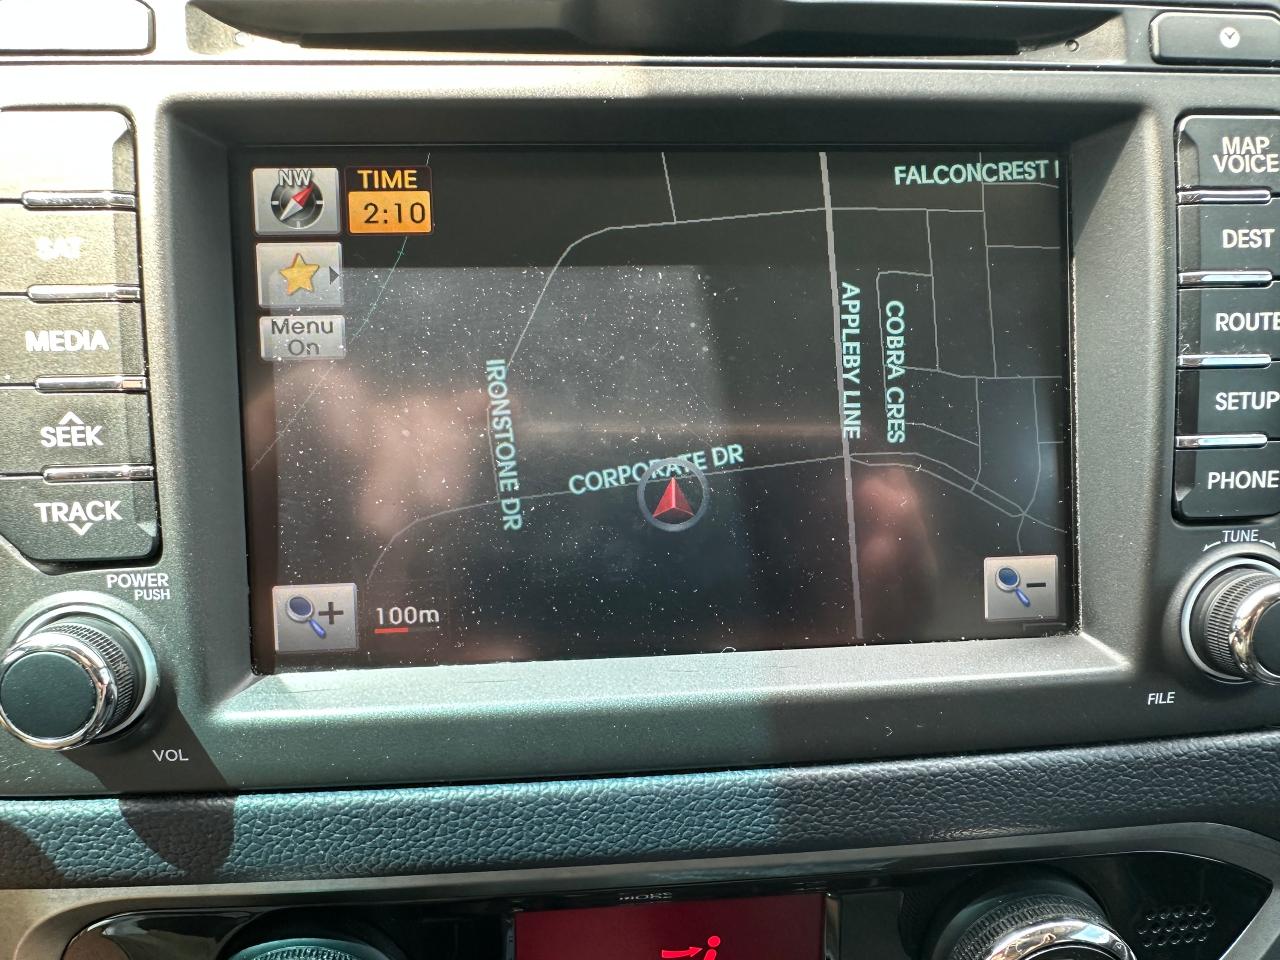 NW
TIME
2:10
Menu
On
FALCONCREST
IRONSTONE DR
CORPORATE DR
APPLEBY LINE
COBRA CRES
100m
SAT
MEDIA
SEEK
TRACK
POWER
PUSH
VOL
MAP
VOICE
DEST
ROUTE
SETUP
PHONE
TUNE
FILE
MODE